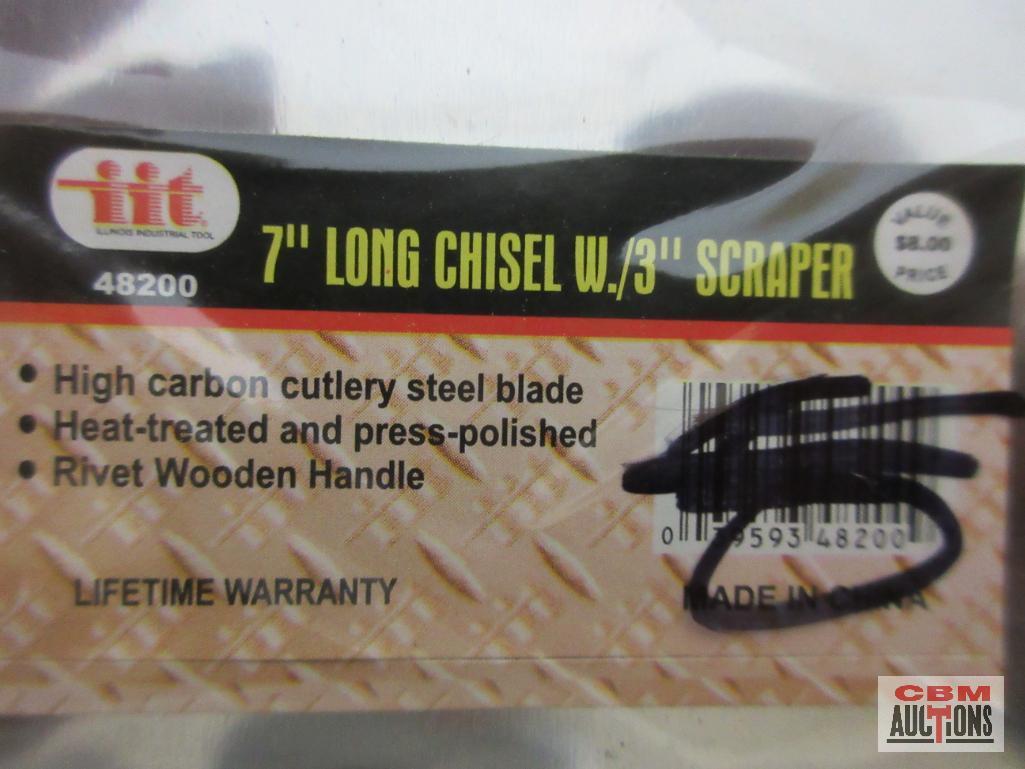 iit
ILLINOIS INDUSTRIAL TOOL
48200
7" LONG CHISEL W./3" SCRAPER
VALUE
$8.00
PRICE
• High carbon cutlery steel blade
• Heat-treated and press-polished
• Rivet Wooden Handle
0 39593 48200
LIFETIME WARRANTY
MADE IN CHINA
CBM
AUCTIONS